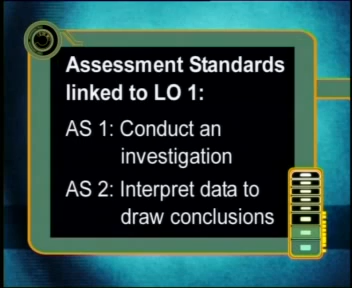 Assessment Standards
linked to LO 1:
AS 1: Conduct an
investigation
AS 2: Interpret data to
draw conclusions